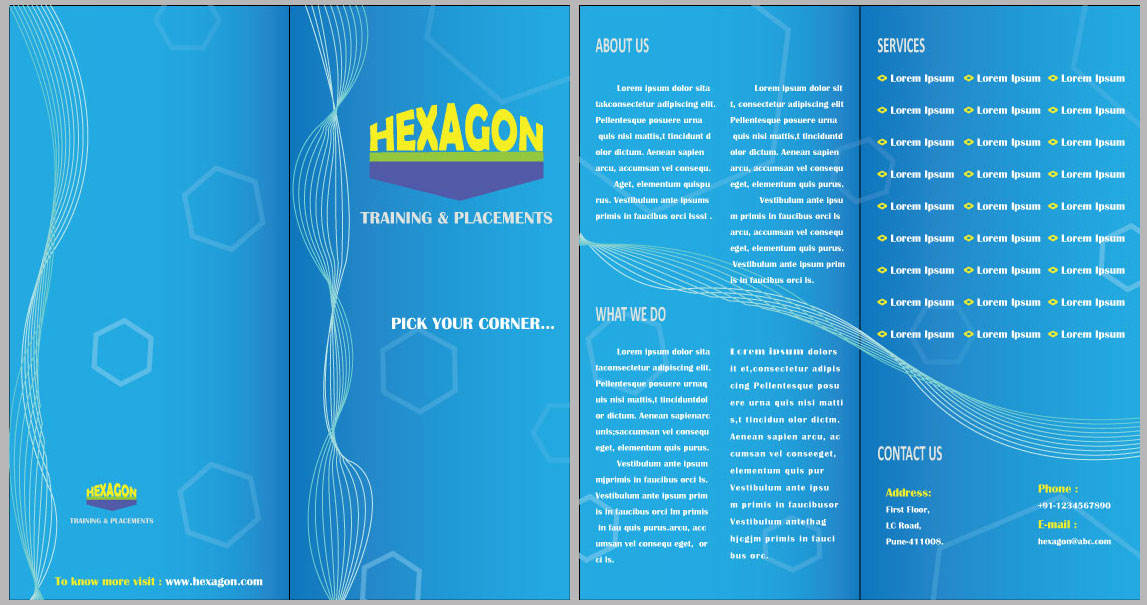 HEXAGON
TRAINING & PLACEMENTS
To know more visit : www.hexagon.com
HEXAGON
TRAINING & PLACEMENTS
PICK YOUR CORNER...
ABOUT US
Lorem ipsum dolor sita
takconsectetur adipiscing elit.
Pellentesque posuere urna
quis nisi mattis,t tincidunt d
olor dictum. Aenean sapien
arcu, accumsan vel consequ.
Aget, elementum quispu
rus. Vestibulum ante ipsums
primis in faucibus orci isssl .
Lorem ipsum dolor sit
t, consectetur adipiscing elit
Pellentesque posuere urna
quis nisi mattis,t tinciduntd
olor dictum. Aenean sapien
arcu, accumsan vel consequ
eget, elementum quis purus.
Vestibulum ante ipsu
m primis in faucibus orci is
arcu, accumsan vel consequ
eget, elementum quis purus.
Vestibulum ante ipsum prim
is in faucibus orci is.
WHAT WE DO
Lorem ipsum dolor sita
taconsectetur adipiscing elit.
Pellentesque posuere urnaq
uis nisi mattis,t tinciduntdol
or dictum. Aenean sapienarc
unls;saccumsan vel consequ
eget, elementum quis purus.
Vestibulum ante ipsum
mjprimis in faucibus orci is.
Vestibulum ante ipsum prim
is in faucibus orci im primis
in fau quis purus.arcu, acc
umsan vel consequ eget, or
ci is.
Lorem ipsum dolors
it et,consectetur adipis
cing Pellentesque posu
ere urna quis nisi matti
s,t tincidun olor dictm.
Aenean sapien arcu, ac
cumsan vel conseeget,
elementum quis pur
Vestibulum ante ipsu
m primis in faucibusor
Vestibulum antefhag
hjcgjm primis in fauci
bus orc.
SERVICES
Lorem Ipsum Lorem Ipsum Lorem Ipsum
Lorem Ipsum Lorem Ipsum Lorem Ipsum
Lorem Ipsum Lorem Ipsum Lorem Ipsum
Lorem Ipsum Lorem Ipsum Lorem Ipsum
Lorem Ipsum Lorem Ipsum Lorem Ipsum
Lorem Ipsum Lorem Ipsum Lorem Ipsum
Lorem Ipsum Lorem Ipsum Lorem Ipsum
Lorem Ipsum Lorem Ipsum Lorem Ipsum
Lorem Ipsum Lorem Ipsum Lorem Ipsum
CONTACT US
Address:
First Floor,
LC Road,
Pune-411008.
Phone :
+91-1234567890
E-mail :
hexagon@abc.com